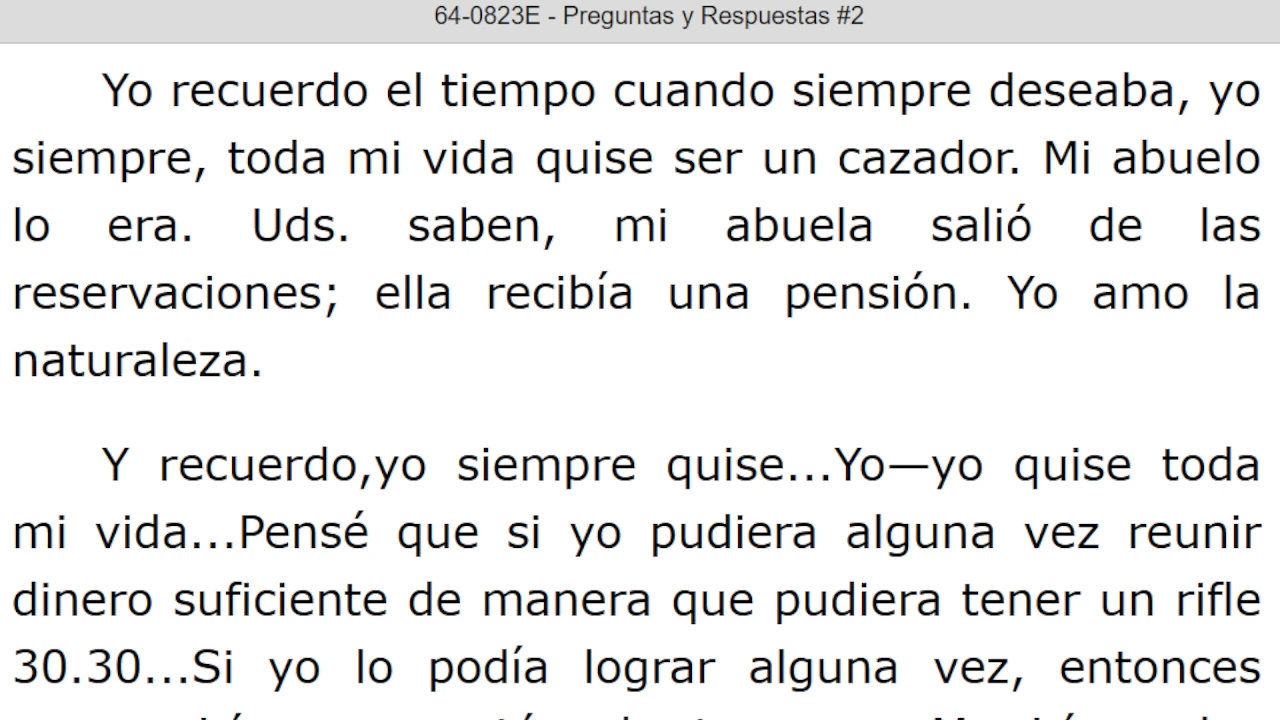 64-0823E - Preguntas y Respuestas #2
Yo recuerdo el tiempo cuando siempre deseaba, yo
siempre, toda mi vida quise ser un cazador. Mi abuelo
lo era. Uds. saben, mi abuela salió de las
reservaciones; ella recibía una pensión. Yo amo la
naturaleza.
Y recuerdo,yo siempre quise...Yo—yo quise toda
mi vida...Pensé que si yo pudiera alguna vez reunir
dinero suficiente de manera que pudiera tener un rifle
30.30...Si yo lo podía lograr alguna vez, entonces